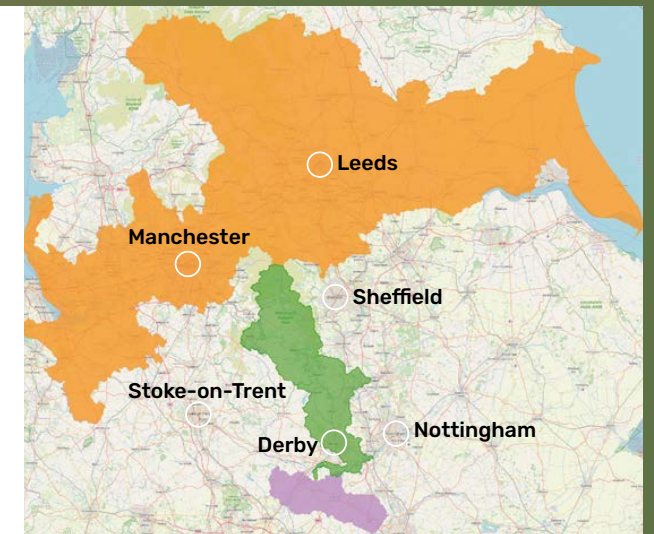 Leeds
Manchester
Sheffield
Stoke-on-Trent
Nottingham
Derby